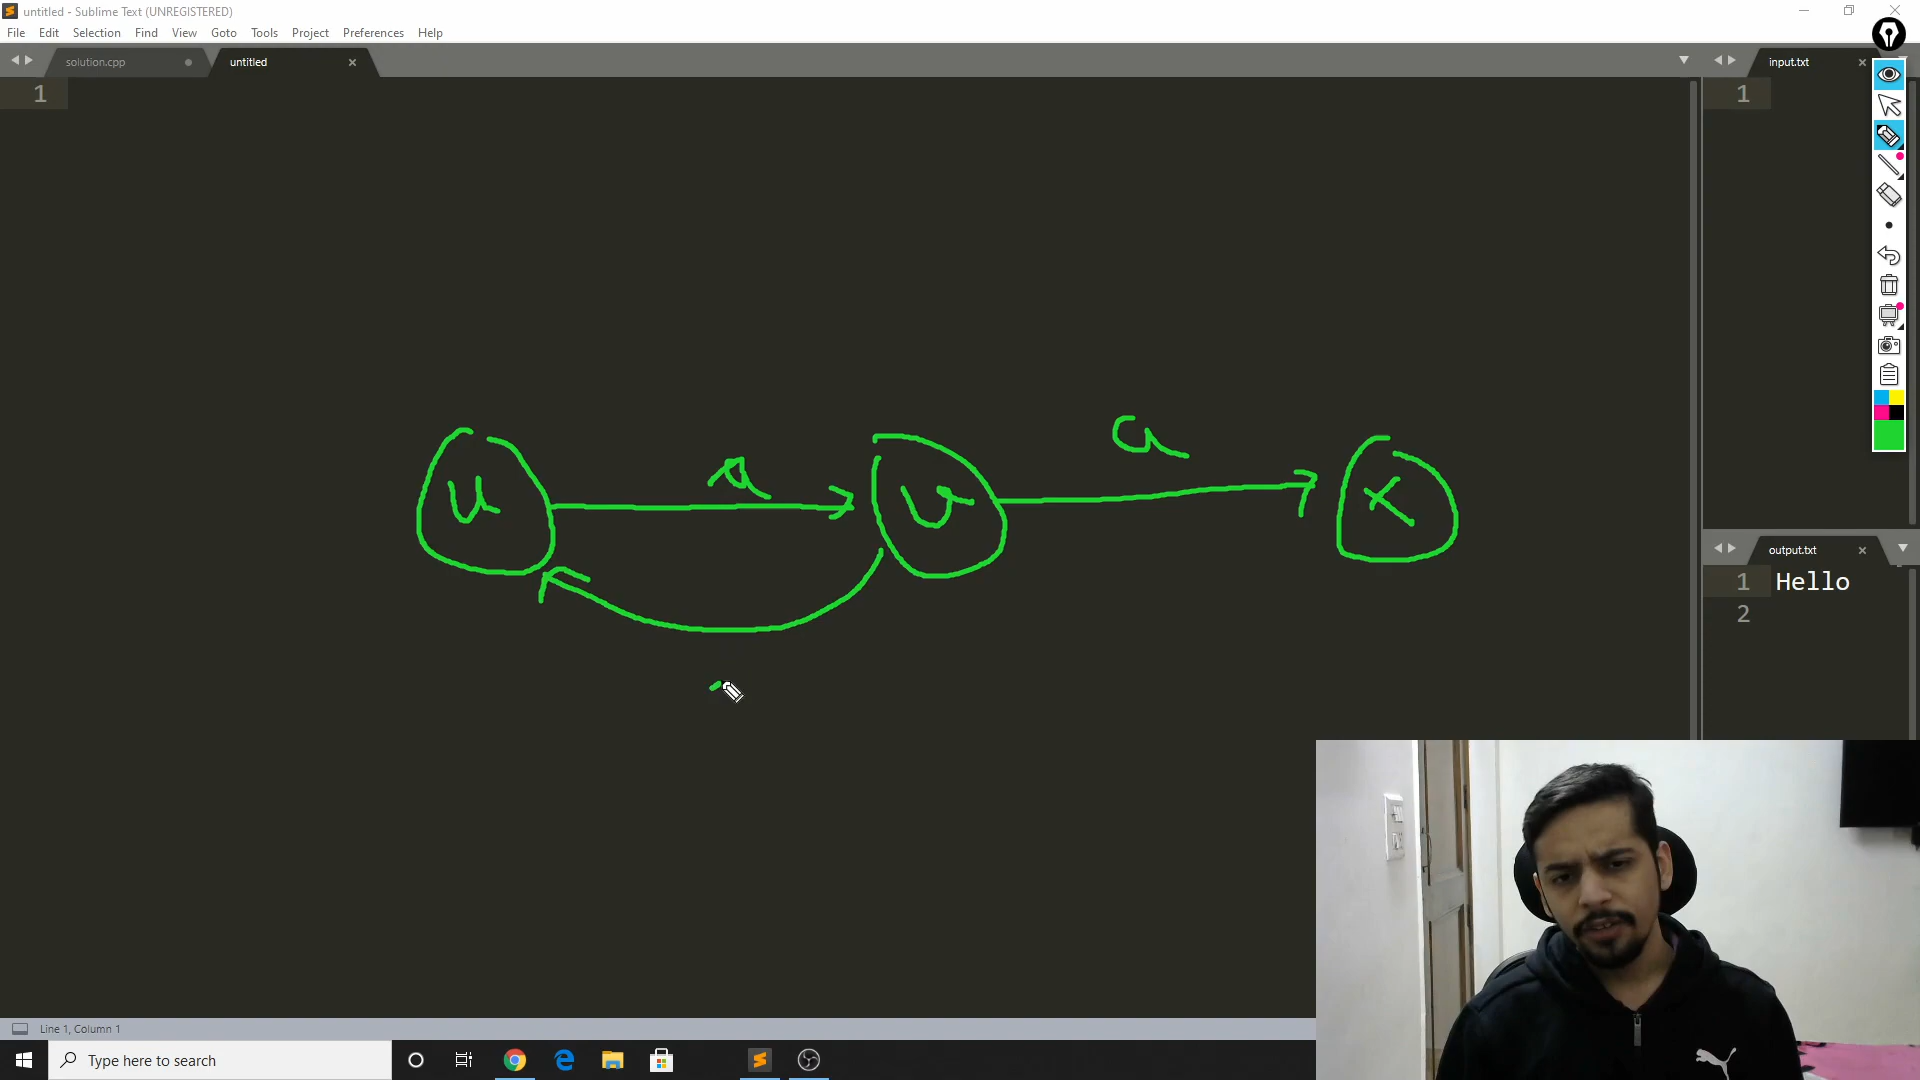 untitled - Sublime Text (UNREGISTERED)
File Edit Selection Find View Goto Tools Project Preferences Help
solution.cpp
untitled
input.txt
1
1
a
a
u
v
x
output.txt
1 Hello
2
Line 1, Column 1
Type here to search